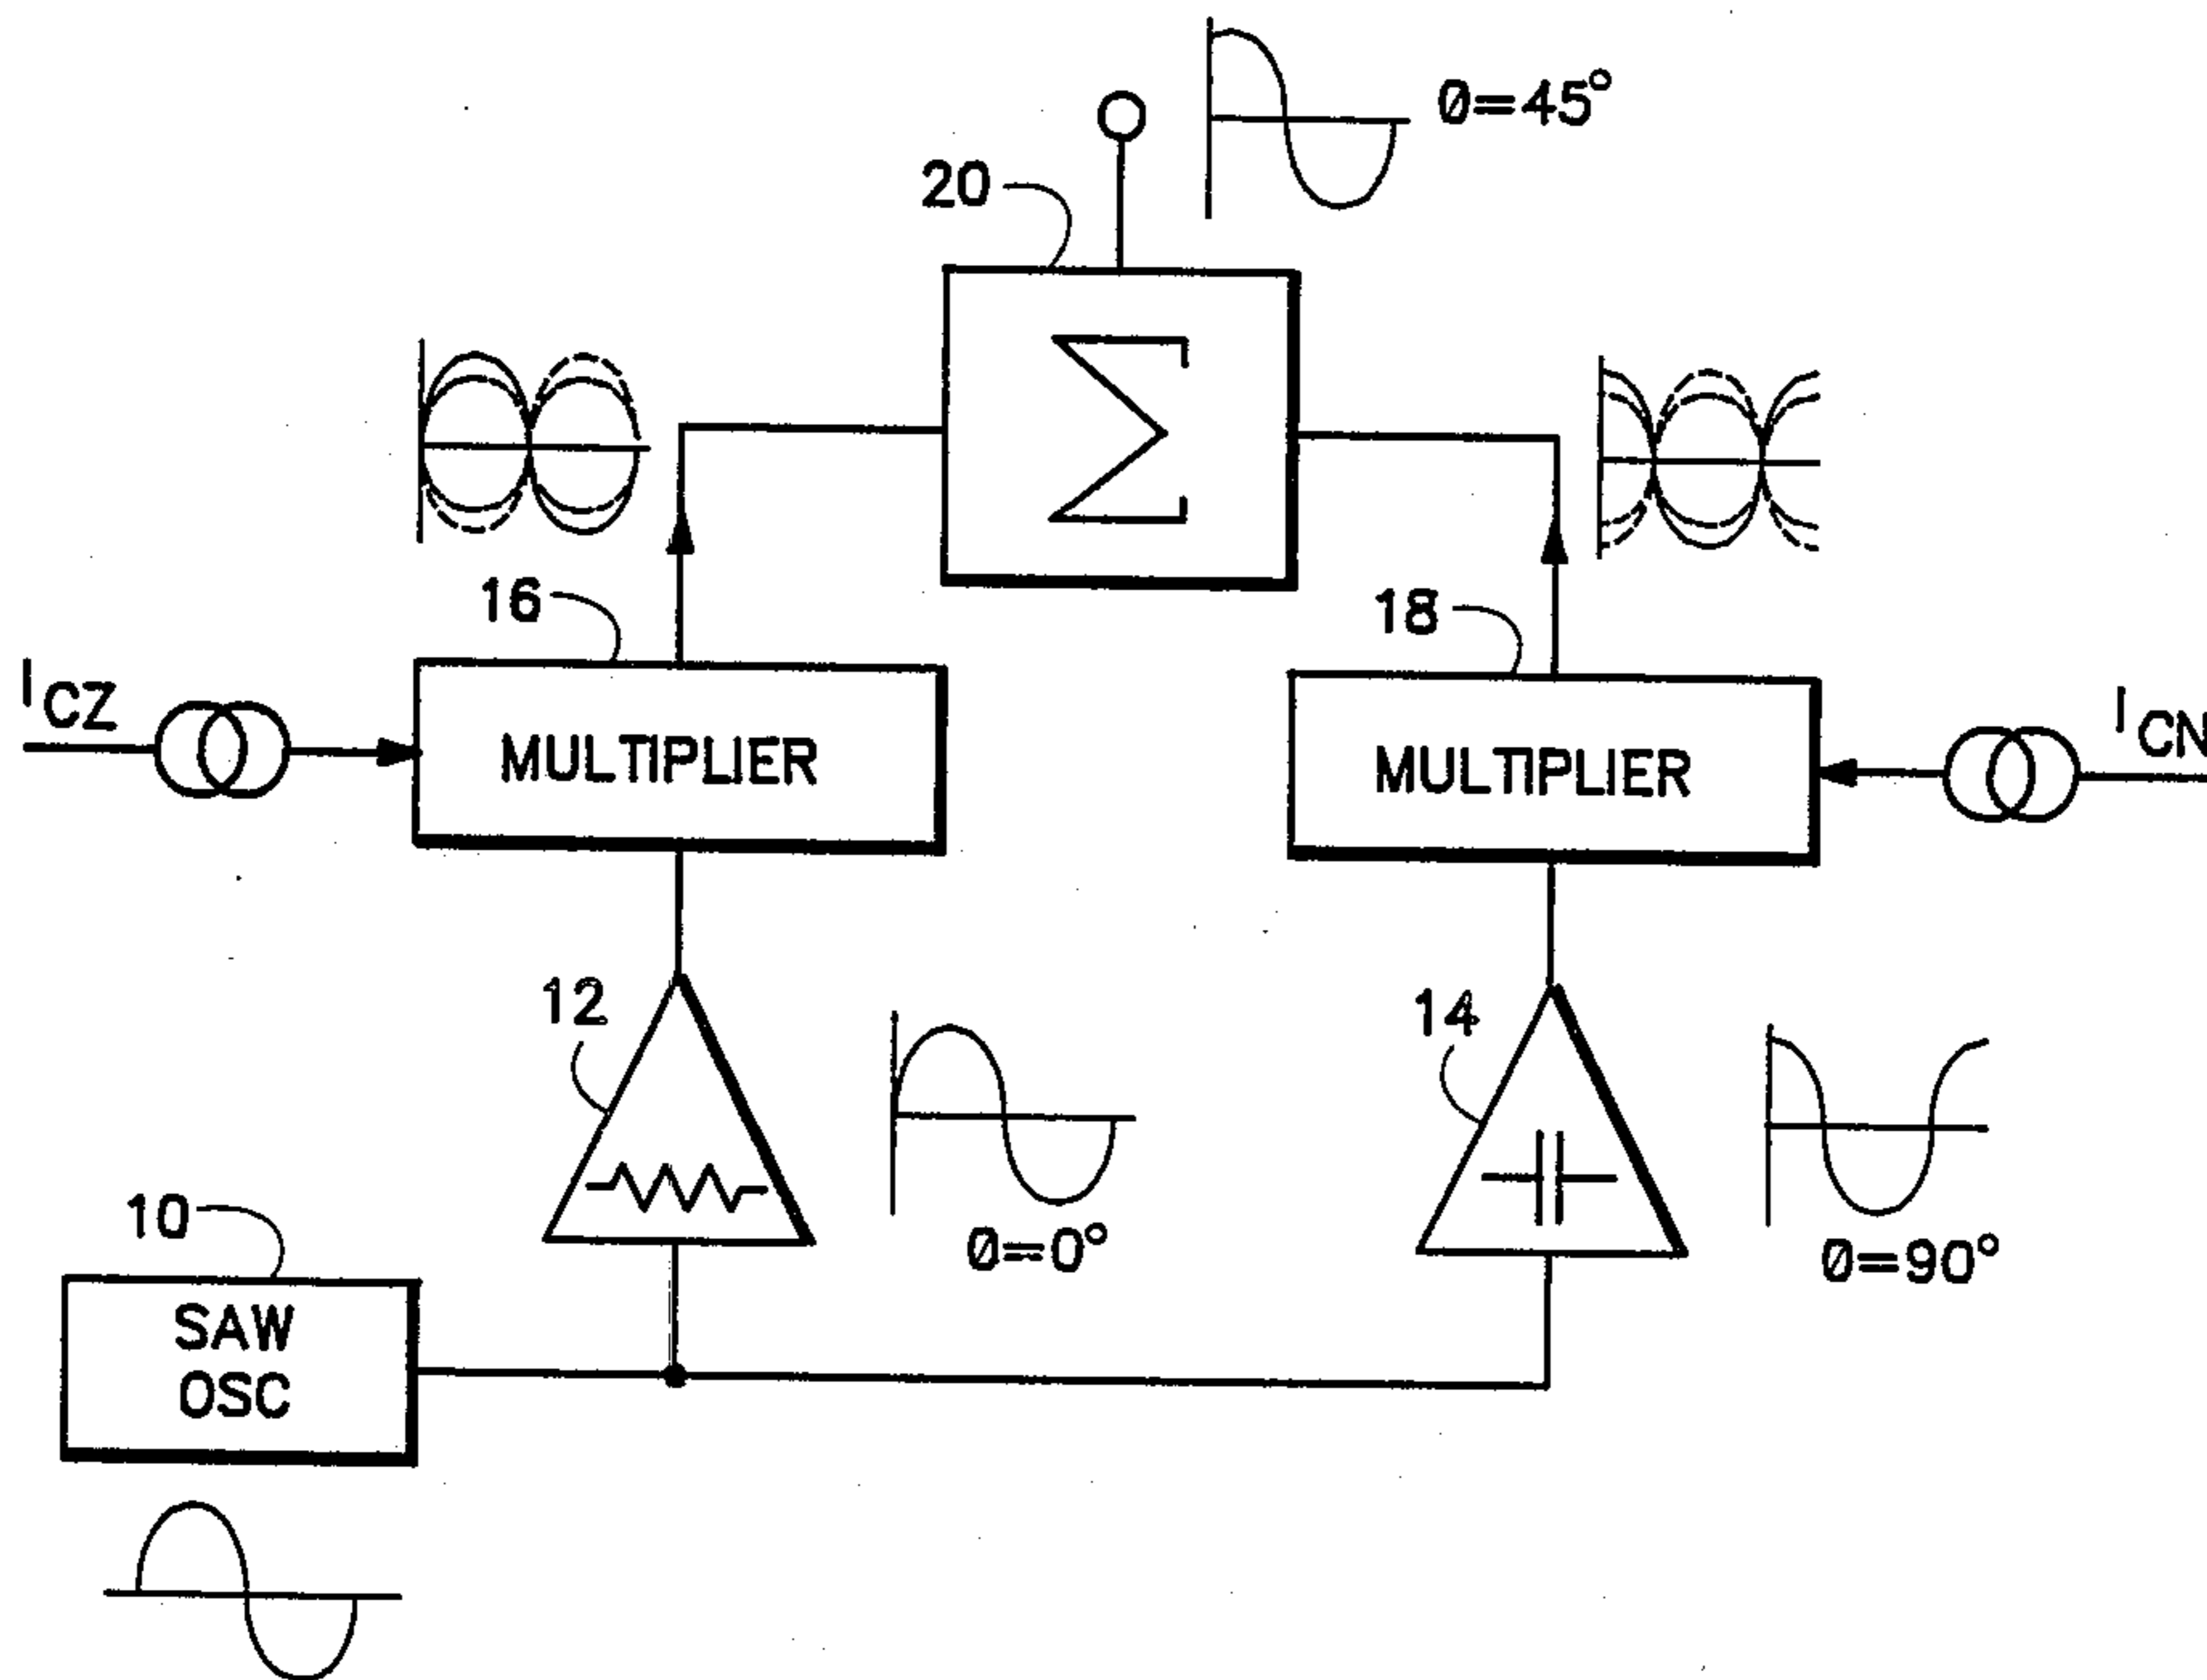 Ø=45°
20
Σ
16
18
I CZ
MULTIPLIER
MULTIPLIER
I CN
12
14
Ø=0°
Ø=90°
10
SAW
OSC